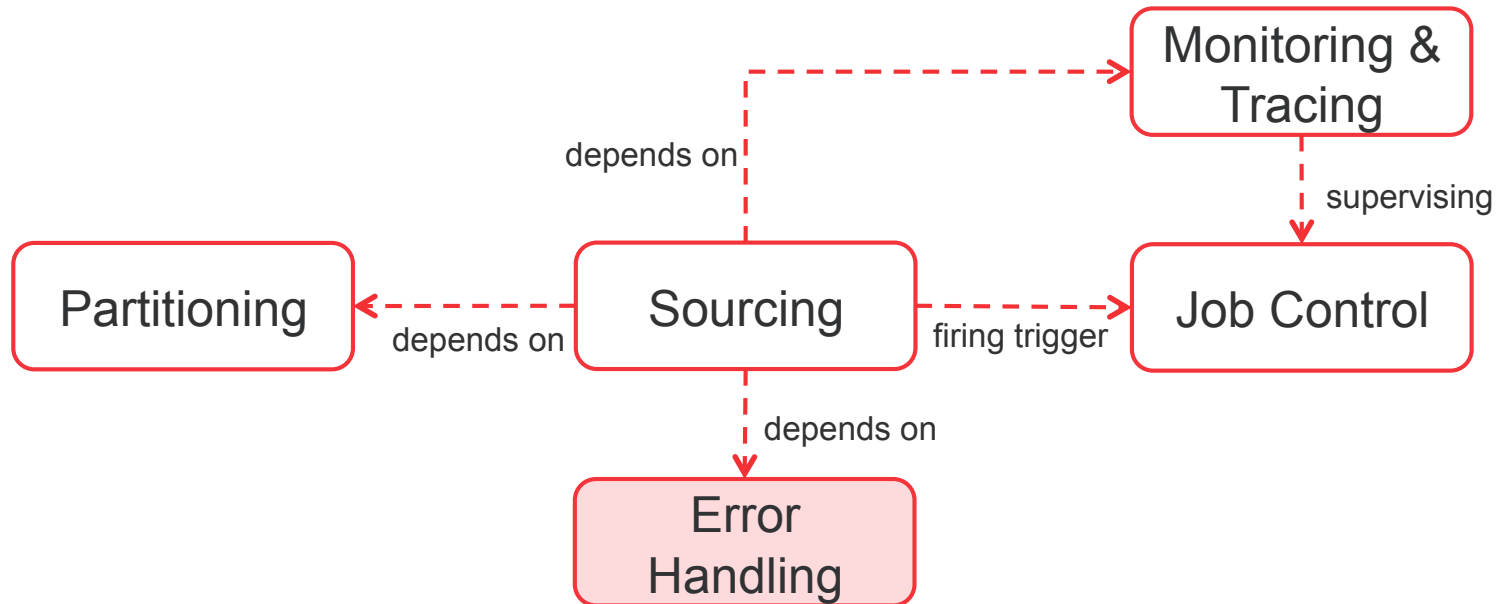 Monitoring &
Tracing
depends on
supervising
Partitioning
Sourcing
Job Control
depends on
firing trigger
depends on
Error
Handling